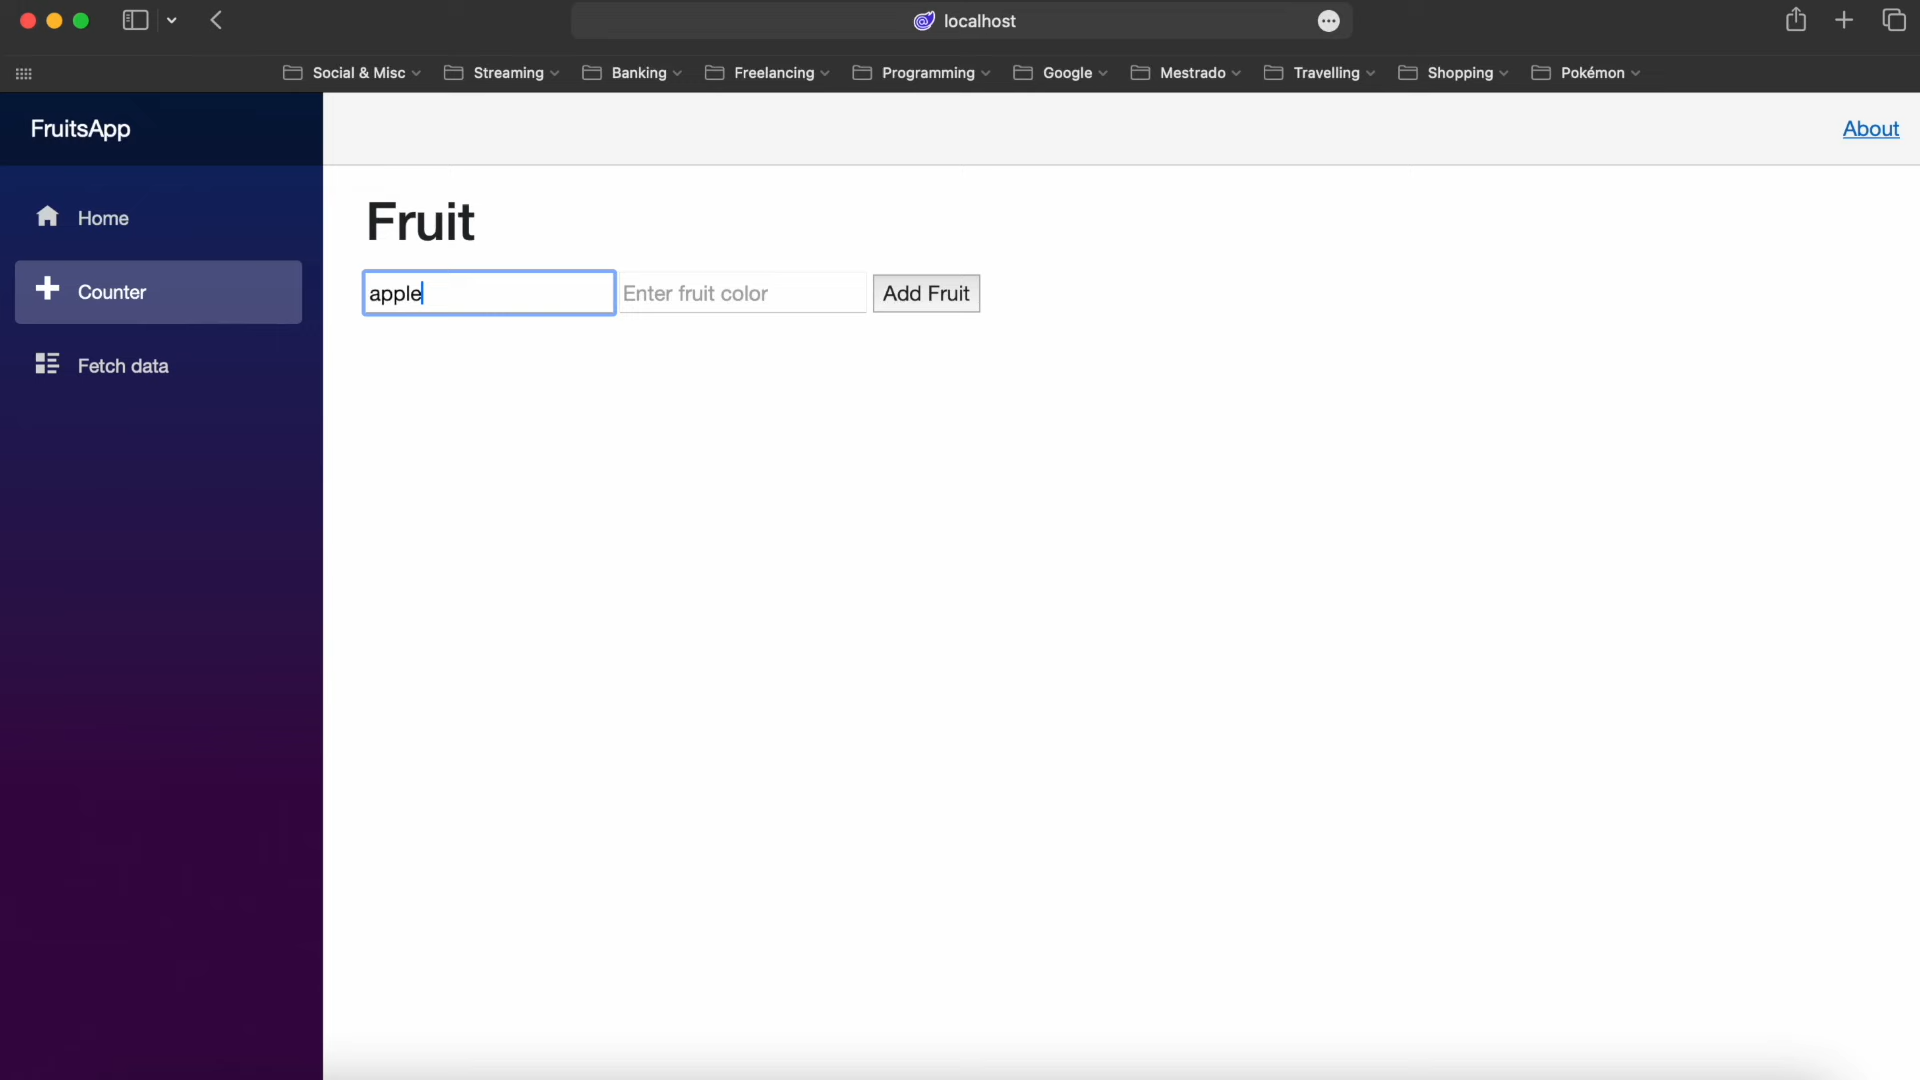 localhost
Social & Misc Streaming Banking Freelancing Programming Google Mestrado Travelling Shopping Pokémon
FruitsApp
About
Home
Counter
Fetch data
Fruit
apple Enter fruit color Add Fruit